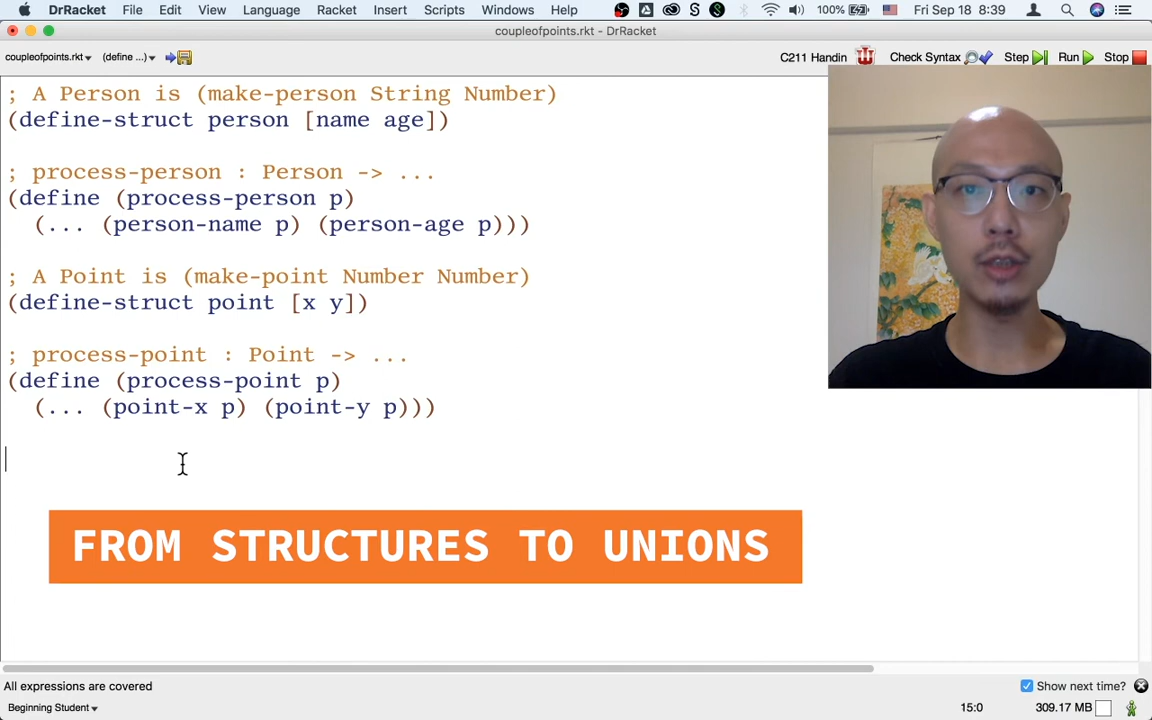 DrRacket File Edit View Language Racket Insert Scripts Windows Help 100% Fri Sep 18 8:39
coupleofpoints.rkt - DrRacket
coupleofpoints.rkt (define ...) C211 Handin Check Syntax Step Run Stop
; A Person is (make-person String Number)
(define-struct person [name age])
; process-person : Person -> ...
(define (process-person p)
(... (person-name p) (person-age p)))
; A Point is (make-point Number Number)
(define-struct point [x y])
; process-point : Point -> ...
(define (process-point p)
(... (point-x p) (point-y p)))
FROM STRUCTURES TO UNIONS
All expressions are covered Show next time?
Beginning Student 15:0 309.17 MB